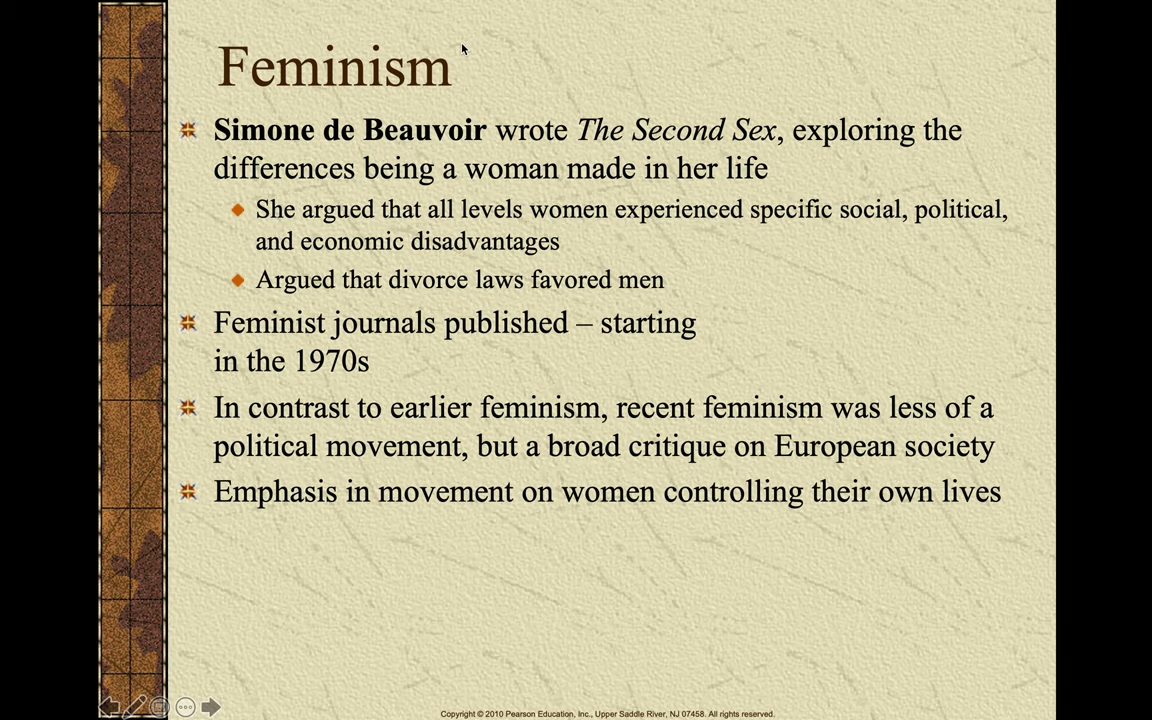 Feminism
Simone de Beauvoir wrote The Second Sex, exploring the
differences being a woman made in her life
She argued that all levels women experienced specific social, political,
and economic disadvantages
Argued that divorce laws favored men
Feminist journals published – starting
in the 1970s
In contrast to earlier feminism, recent feminism was less of a
political movement, but a broad critique on European society
Emphasis in movement on women controlling their own lives
Copyright © 2010 Pearson Education, Inc., Upper Saddle River, NJ 07458. All rights reserved.